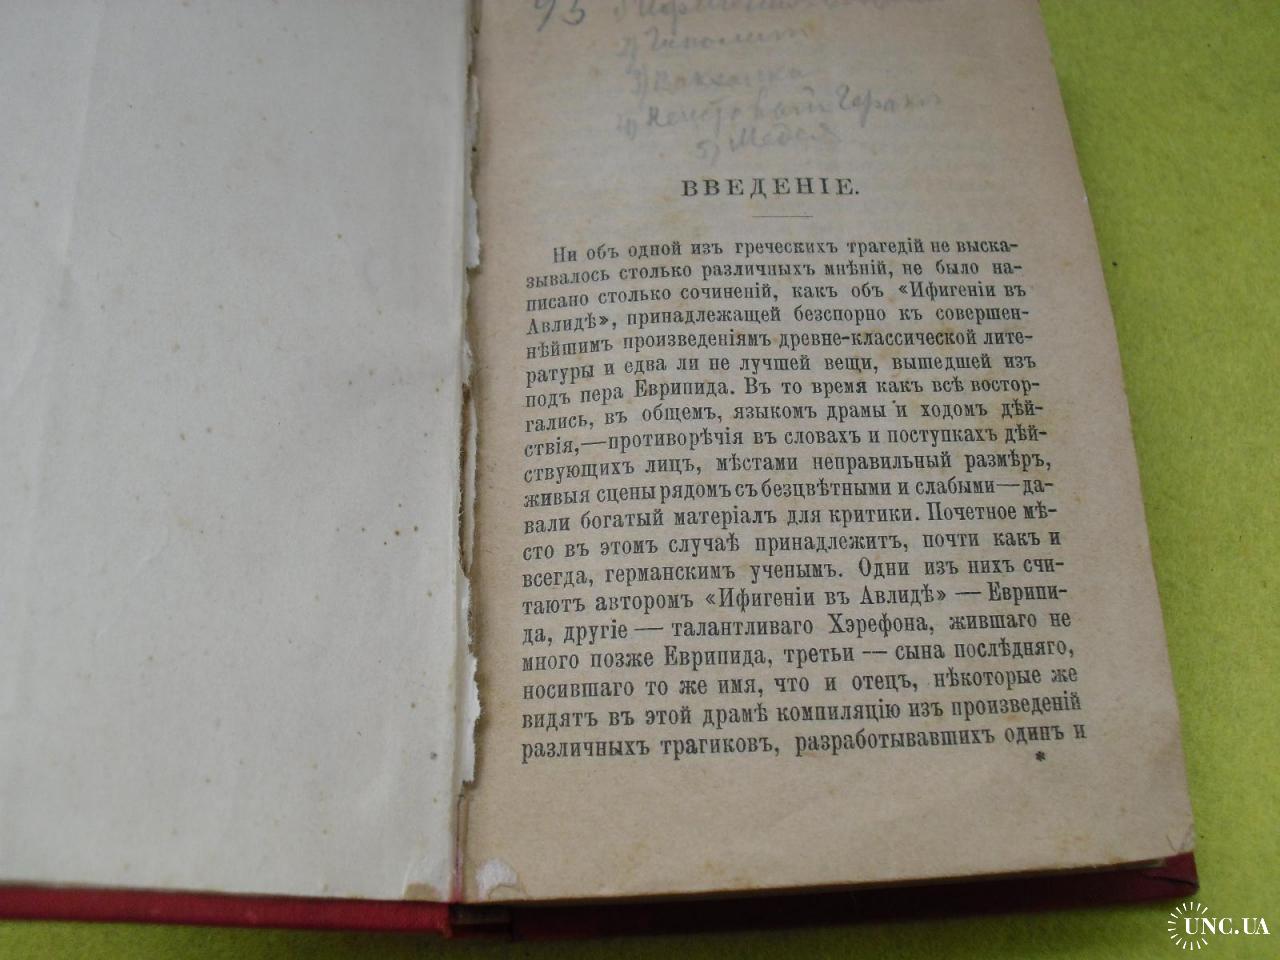 93
2) Ипполит
3) Вакханка
4) Неистовый Геракл
5) Медея
ВВЕДЕНІЕ.
Ни объ одной изъ греческихъ трагедій не выска-
зывалось столько различныхъ мнѣній, не было на-
писано столько сочиненій, какъ объ «Ифигеніи въ
Авлидѣ», принадлежащей безспорно къ совершен-
нѣйшимъ произведеніямъ древне-классической лите-
ратуры и едва ли не лучшей вещи, вышедшей изъ
подъ пера Еврипида. Въ то время какъ всѣ востор-
гались, въ общемъ, языкомъ драмы и ходомъ дѣй-
ствія,—противорѣчія въ словахъ и поступкахъ дѣй-
ствующихъ лицъ, мѣстами неправильный размѣръ,
живыя сцены рядомъ съ безцвѣтными и слабыми—да-
вали богатый матеріалъ для критики. Почетное мѣ-
сто въ этомъ случаѣ принадлежитъ, почти какъ и
всегда, германскимъ ученымъ. Одни изъ нихъ счи-
таютъ авторомъ «Ифигеніи въ Авлидѣ» — Еврипи-
да, другіе — талантливаго Хэрефона, жившаго не
много позже Еврипида, третьи — сына послѣдняго,
носившаго то же имя, что и отецъ, нѣкоторые же
видятъ въ этой драмѣ компиляцію изъ произведеній
различныхъ трагиковъ, разработывавшихъ одинъ и
*
UNC.UA